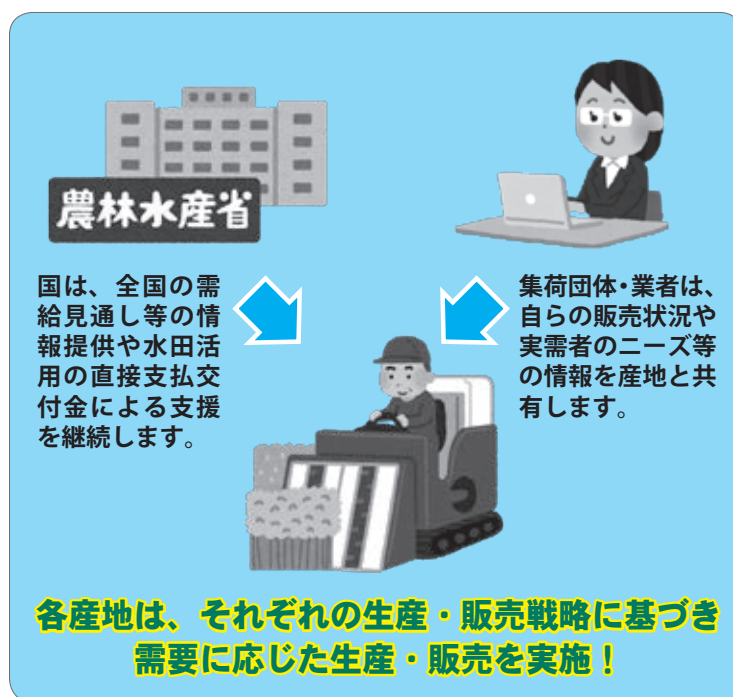 農林水産省
国は、全国の需
給見通し等の情
報提供や水田活
用の直接支払交
付金による支援
を継続します。
集荷団体・業者は、
自らの販売状況や
実需者のニーズ等
の情報を産地と共
有します。
各産地は、それぞれの生産・販売戦略に基づき
需要に応じた生産・販売を実施！